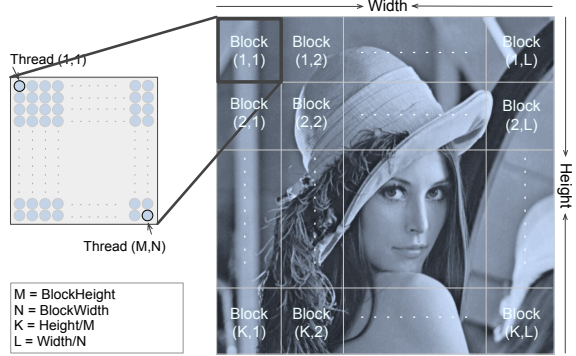 Width
Thread (1,1)
Block
(1,1)
Block
(1,2)
Block
(1,L)
Block
(2,1)
Block
(2,2)
Block
(2,L)
Height
Thread (M,N)
M = BlockHeight
N = BlockWidth
K = Height/M
L = Width/N
Block
(K,1)
Block
(K,2)
Block
(K,L)